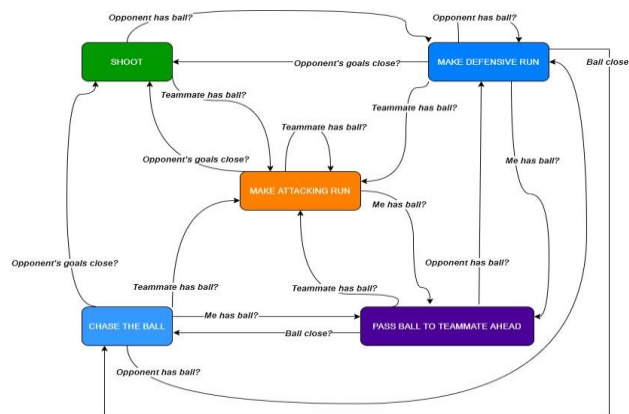 Opponent has ball?
Opponent has ball?
SHOOT
MAKE DEFENSIVE RUN
Opponent's goals close?
Ball close
Teammate has ball?
Teammate has ball?
Teammate has ball?
Opponent's goals close?
Me has ball?
MAKE ATTACKING RUN
Me has ball?
Opponent's goals close?
Opponent has ball?
Teammate has ball?
Teammate has ball?
CHASE THE BALL
Me has ball?
PASS BALL TO TEAMMATE AHEAD
Ball close?
Opponent has ball?